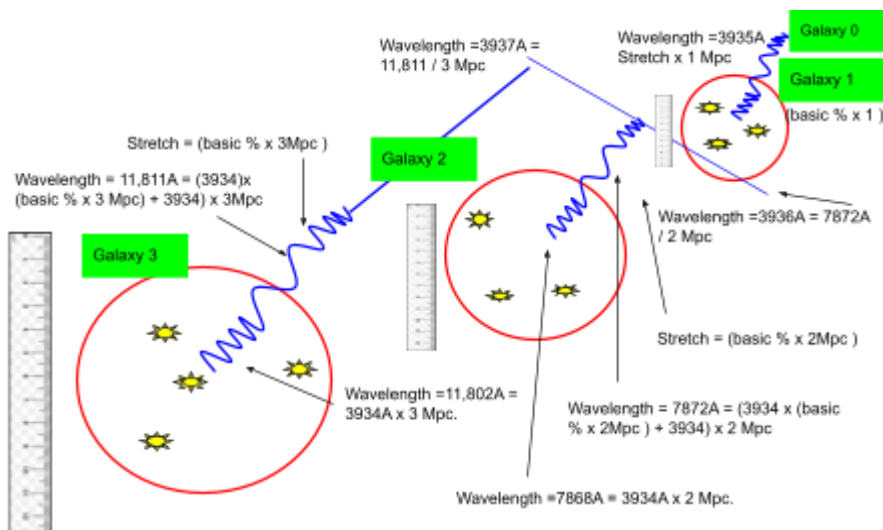 Galaxy 0
Wavelength =3937A =
11,811 / 3 Mpc
Wavelength =3935A
Stretch x 1 Mpc
Galaxy 1
(basic % x 1 )
Stretch = (basic % x 3Mpc )
Galaxy 2
Wavelength = 11,811A = (3934)x
(basic % x 3 Mpc) + 3934) x 3Mpc
Wavelength =3936A = 7872A
/ 2 Mpc
Galaxy 3
Stretch = (basic % x 2Mpc )
Wavelength =11,802A =
3934A x 3 Mpc.
Wavelength = 7872A = (3934 x (basic
% x 2Mpc ) + 3934) x 2 Mpc
Wavelength =7868A = 3934A x 2 Mpc.